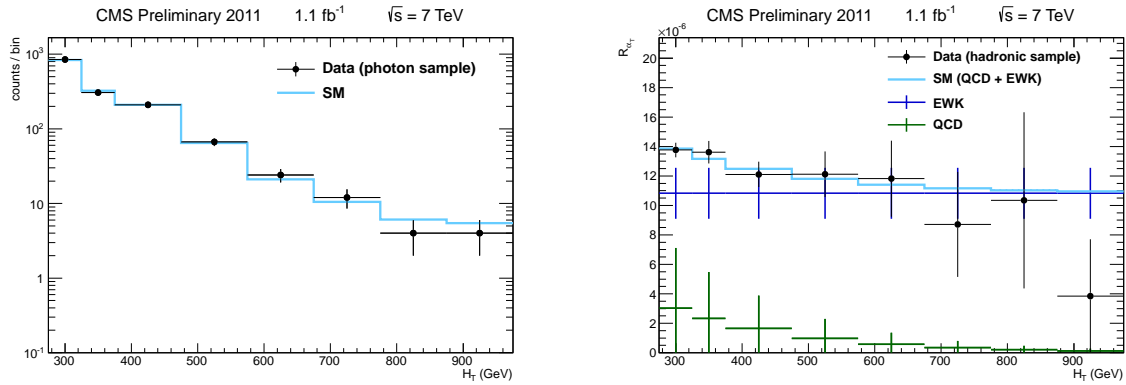 CMS Preliminary 2011 1.1 fb⁻¹ √s = 7 TeV
counts / bin
10³
10²
10
1
10⁻¹
Data (photon sample)
SM
300 400 500 600 700 800 900
H_T (GeV)
CMS Preliminary 2011 1.1 fb⁻¹ √s = 7 TeV
×10⁻⁶
R_α_T
20
18
16
14
12
10
8
6
4
2
0
Data (hadronic sample)
SM (QCD + EWK)
EWK
QCD
300 400 500 600 700 800 900
H_T (GeV)